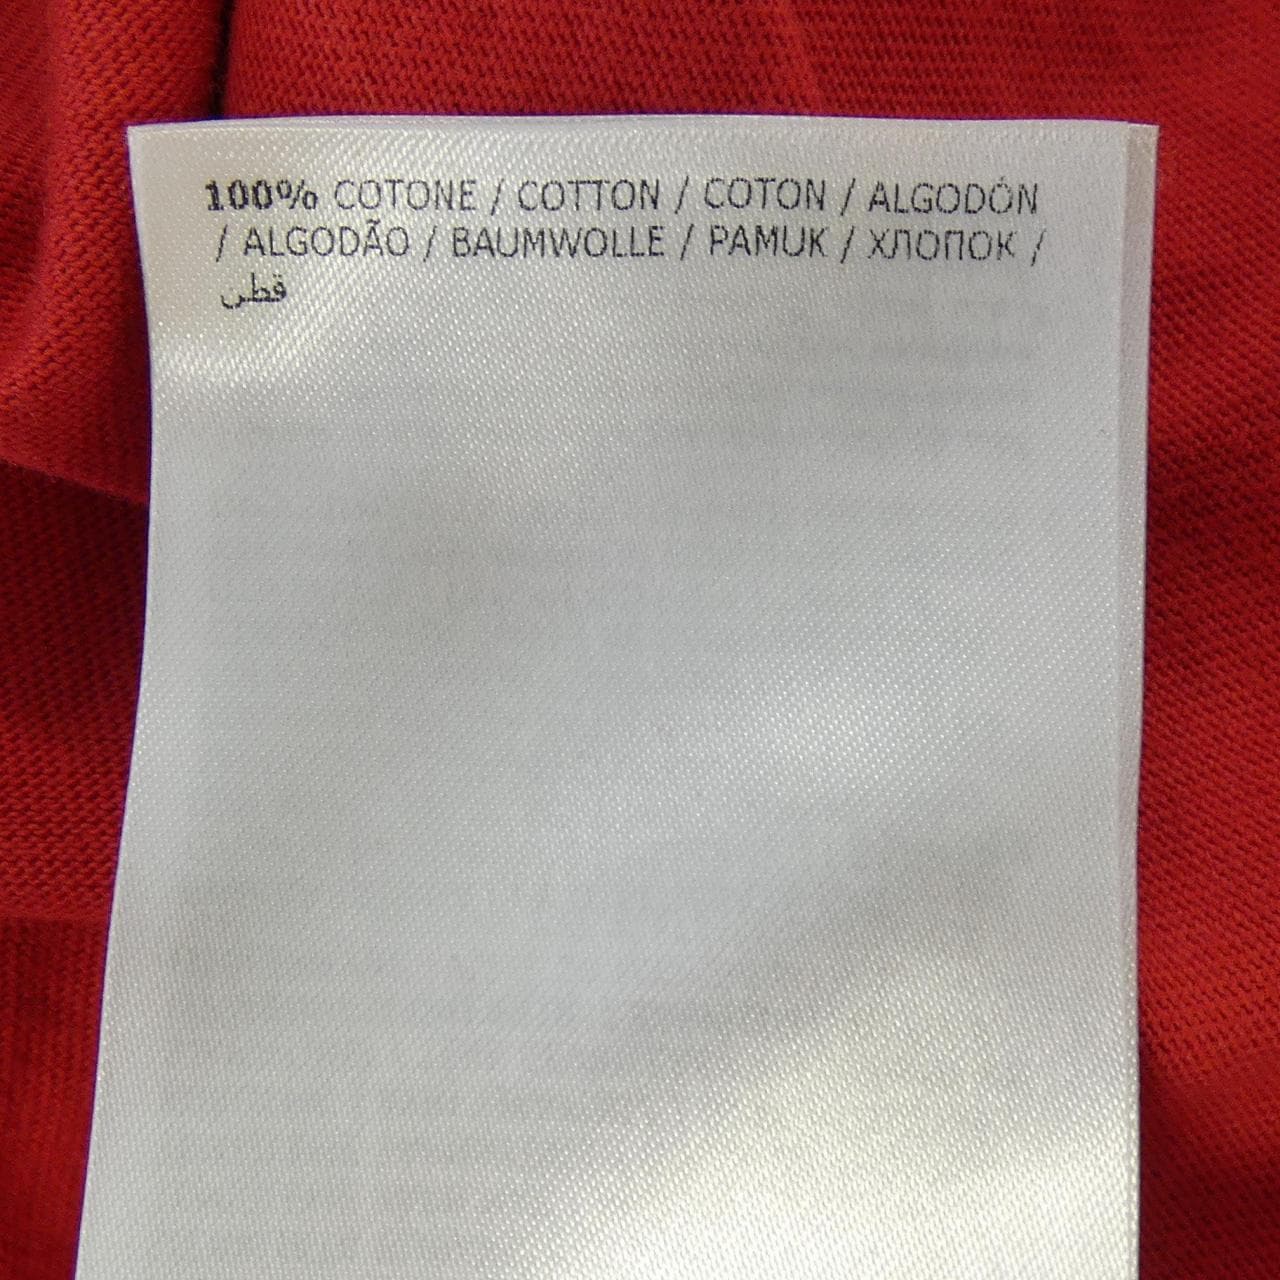 100% COTONE / COTTON / COTON / ALGODÓN
/ ALGODÃO / BAUMWOLLE / PAMUK / ХЛОПОК /
قطن